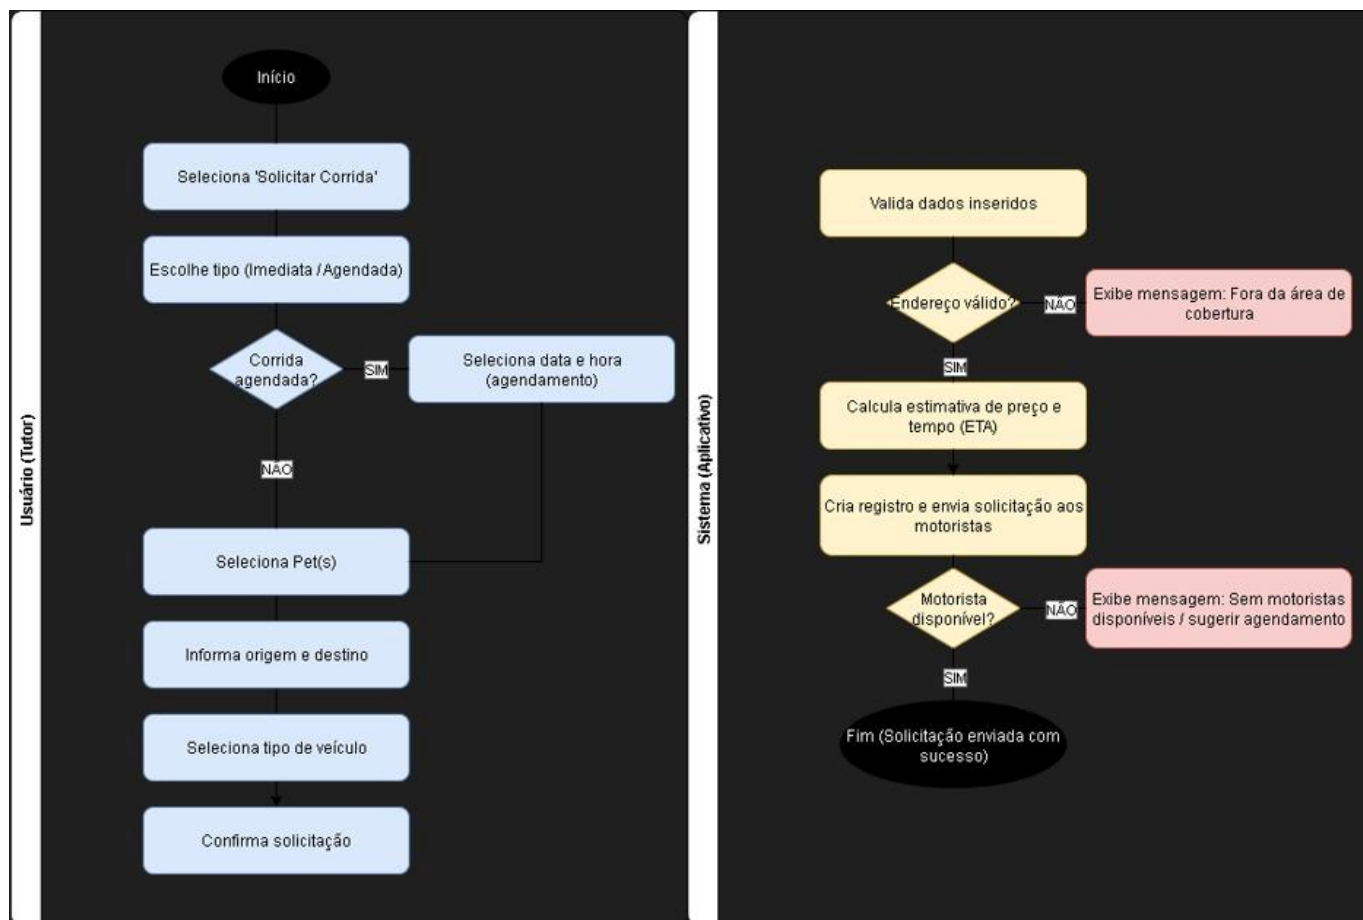 Usuário (Tutor)
Início
Seleciona 'Solicitar Corrida'
Escolhe tipo (Imediata / Agendada)
Corrida
agendada?
SIM
Seleciona data e hora
(agendamento)
NÃO
Seleciona Pet(s)
Informa origem e destino
Seleciona tipo de veículo
Confirma solicitação
Sistema (Aplicativo)
Valida dados inseridos
Endereço válido?
NÃO
Exibe mensagem: Fora da área de
cobertura
SIM
Calcula estimativa de preço e
tempo (ETA)
Cria registro e envia solicitação aos
motoristas
Motorista
disponível?
NÃO
Exibe mensagem: Sem motoristas
disponíveis / sugerir agendamento
SIM
Fim (Solicitação enviada com
sucesso)